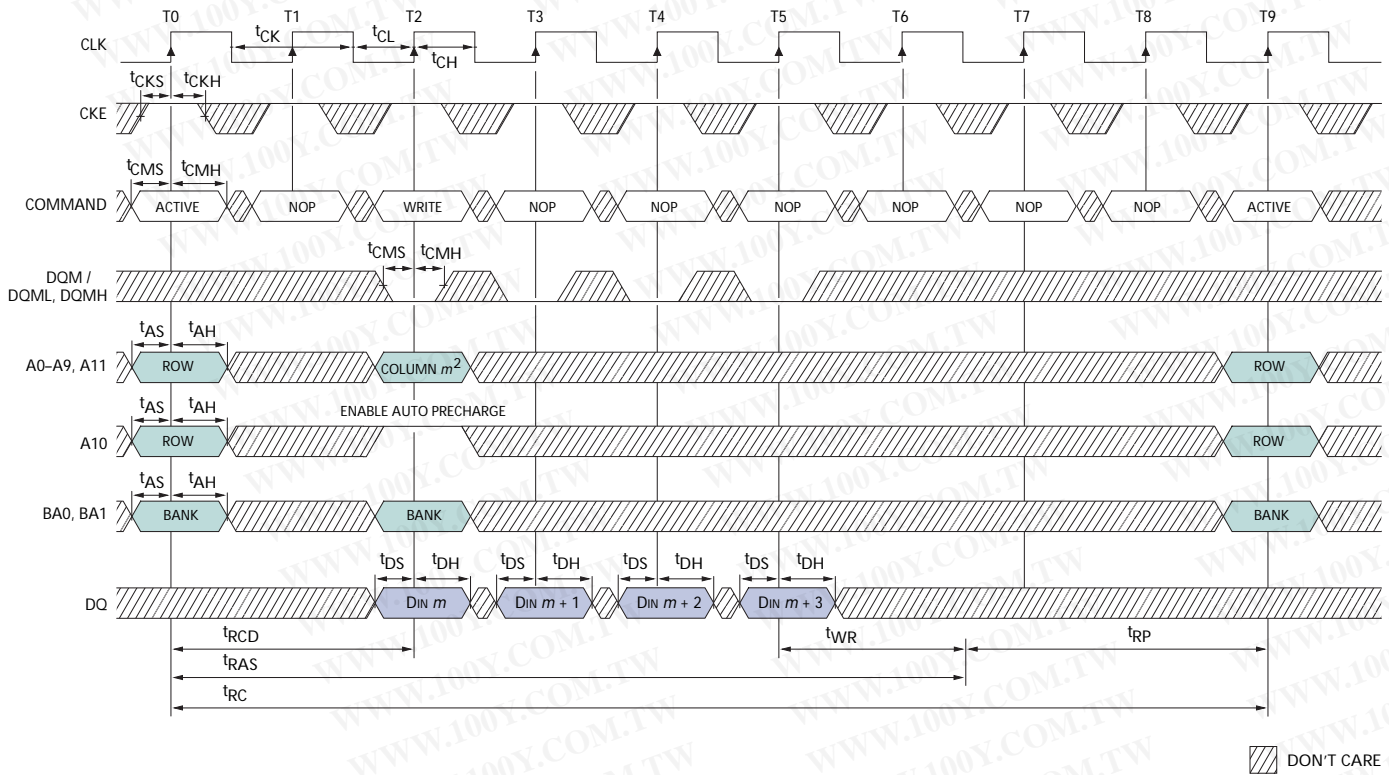 T0 T1 T2 T3 T4 T5 T6 T7 T8 T9
CLK
tCK tCL
tCH
tCKS tCKH
CKE
tCMS tCMH
COMMAND ACTIVE NOP WRITE NOP NOP NOP NOP NOP NOP ACTIVE
tCMS tCMH
DQM /
DQML, DQMH
tAS tAH
A0–A9, A11 ROW COLUMN m2 ROW
ENABLE AUTO PRECHARGE
tAS tAH
A10 ROW ROW
tAS tAH
BA0, BA1 BANK BANK BANK
tDS tDH tDS tDH tDS tDH tDS tDH
DQ DIN m DIN m + 1 DIN m + 2 DIN m + 3
tRCD tWR tRP
tRAS
tRC
DON'T CARE
WWW.100Y.COM.TW